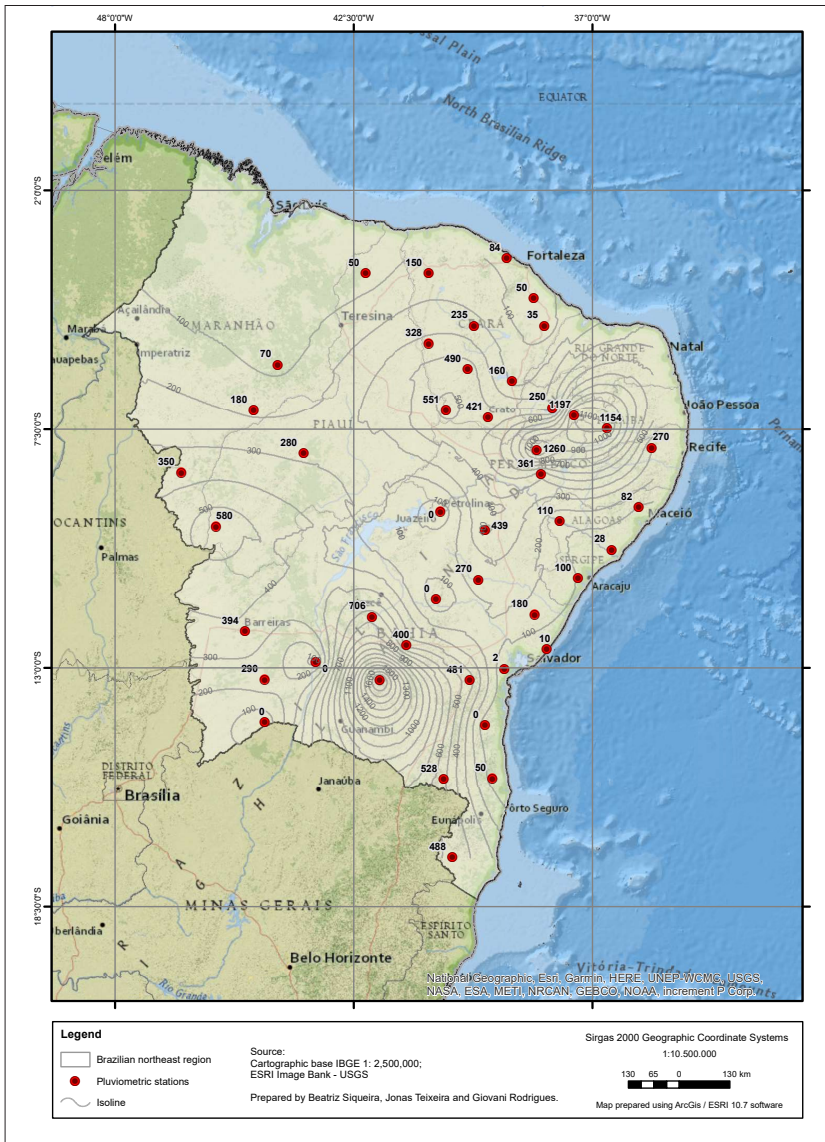 48°0'0"W 42°30'0"W 37°0'0"W
EQUATOR
North Brasilian Ridge
2°0'0"S
Fortaleza
84
50
150
50
235
35
Açailândia
MARANHÃO
Teresina
CEARÁ
RIO GRANDE
DO NORTE
Marabá
Imperatriz
Natal
328
490
160
70
180
551
421
Crato
250
1197
1154
João Pessoa
7°30'0"S
PIAUÍ
280
350
1260
361
270
Recife
580
0
Petrolina
Juazeiro
439
110
82
Maceió
ALAGOAS
São Francisco
Palmas
28
SERGIPE
100
Aracaju
270
0
180
706
394
Barreiras
BAHIA
400
10
Salvador
13°0'0"S
290
0
481
2
0
0
Guanambi
528
50
DISTRITO
FEDERAL
Brasília
Janaúba
Porto Seguro
Eunápolis
Goiânia
488
MINAS GERAIS
18°30'0"S
ESPÍRITO
SANTO
Belo Horizonte
Rio Grande
National Geographic, Esri, Garmin, HERE, UNEP-WCMC, USGS,
NASA, ESA, METI, NRCAN, GEBCO, NOAA, increment P Corp.
Legend
Brazilian northeast region
Pluviometric stations
Isoline
Source:
Cartographic base IBGE 1: 2,500,000;
ESRI Image Bank - USGS
Prepared by Beatriz Siqueira, Jonas Teixeira and Giovani Rodrigues.
Sirgas 2000 Geographic Coordinate Systems
1:10.500.000
130 65 0 130 km
Map prepared using ArcGis / ESRI 10.7 software